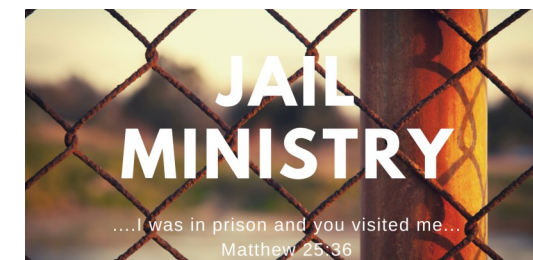 JAIL
MINISTRY
....I was in prison and you visited me...
Matthew 25:36